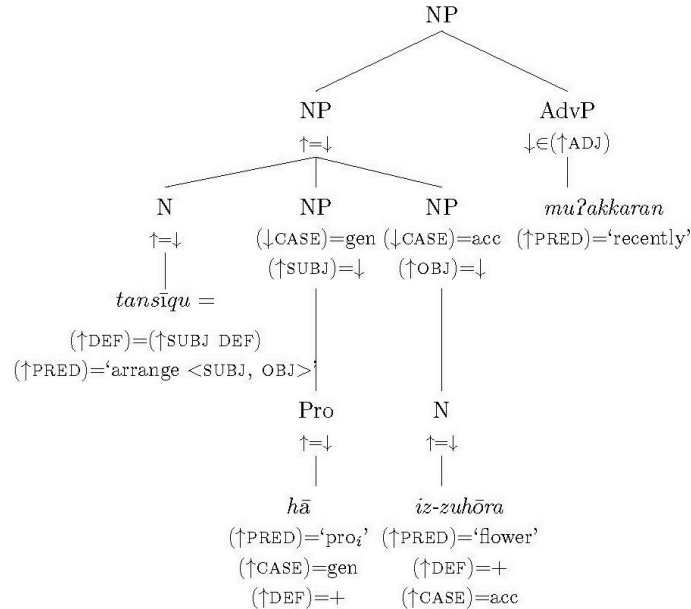 NP
NP AdvP
↑=↓ ↓∈(↑ADJ)
N NP NP muʔakkaran
↑=↓ (↓CASE)=gen (↓CASE)=acc (↑PRED)=‘recently’
(↑SUBJ)=↓ (↑OBJ)=↓
tansīqu =
(↑DEF)=(↑SUBJ DEF)
(↑PRED)=‘arrange <SUBJ, OBJ>’
Pro N
↑=↓ ↑=↓
hā iz-zuhōra
(↑PRED)=‘proᵢ’ (↑PRED)=‘flower’
(↑CASE)=gen (↑DEF)=+
(↑DEF)=+ (↑CASE)=acc